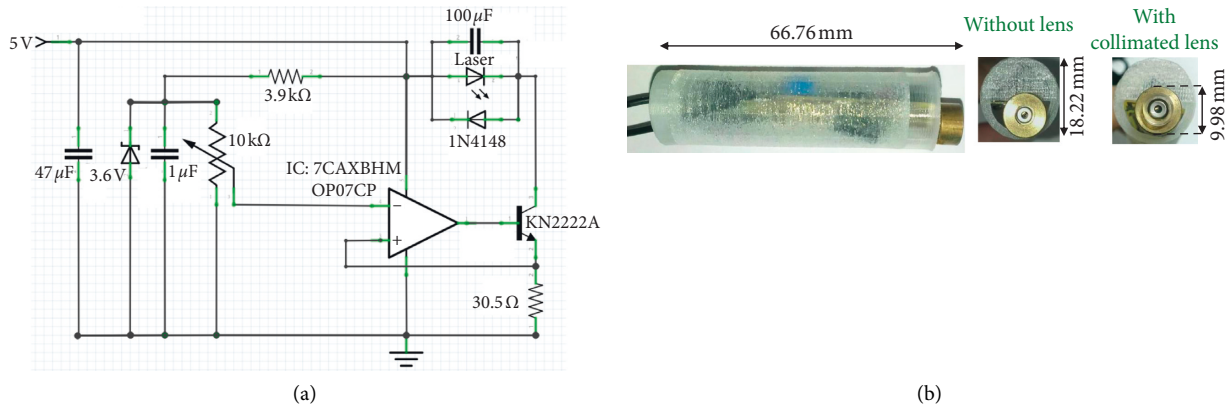 5 V
100 µF
Laser
1N4148
3.9 kΩ
10 kΩ
47 µF
3.6 V
1 µF
IC: 7CAXBHM
OP07CP
−
+
KN2222A
30.5 Ω
(a)
66.76 mm
Without lens
18.22 mm
With
collimated lens
9.98 mm
(b)